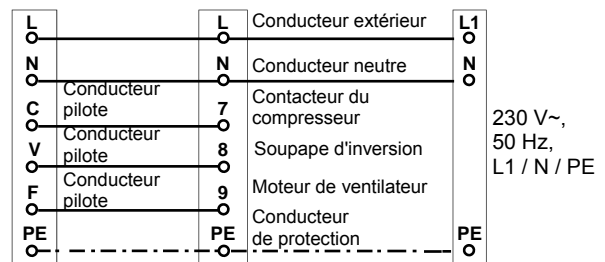 L L Conducteur extérieur L1
N N Conducteur neutre N
Conducteur
pilote
C 7 Contacteur du
compresseur
Conducteur
pilote
V 8 Soupape d'inversion
Conducteur
pilote
F 9 Moteur de ventilateur
Conducteur
de protection
PE PE PE
230 V~,
50 Hz,
L1 / N / PE